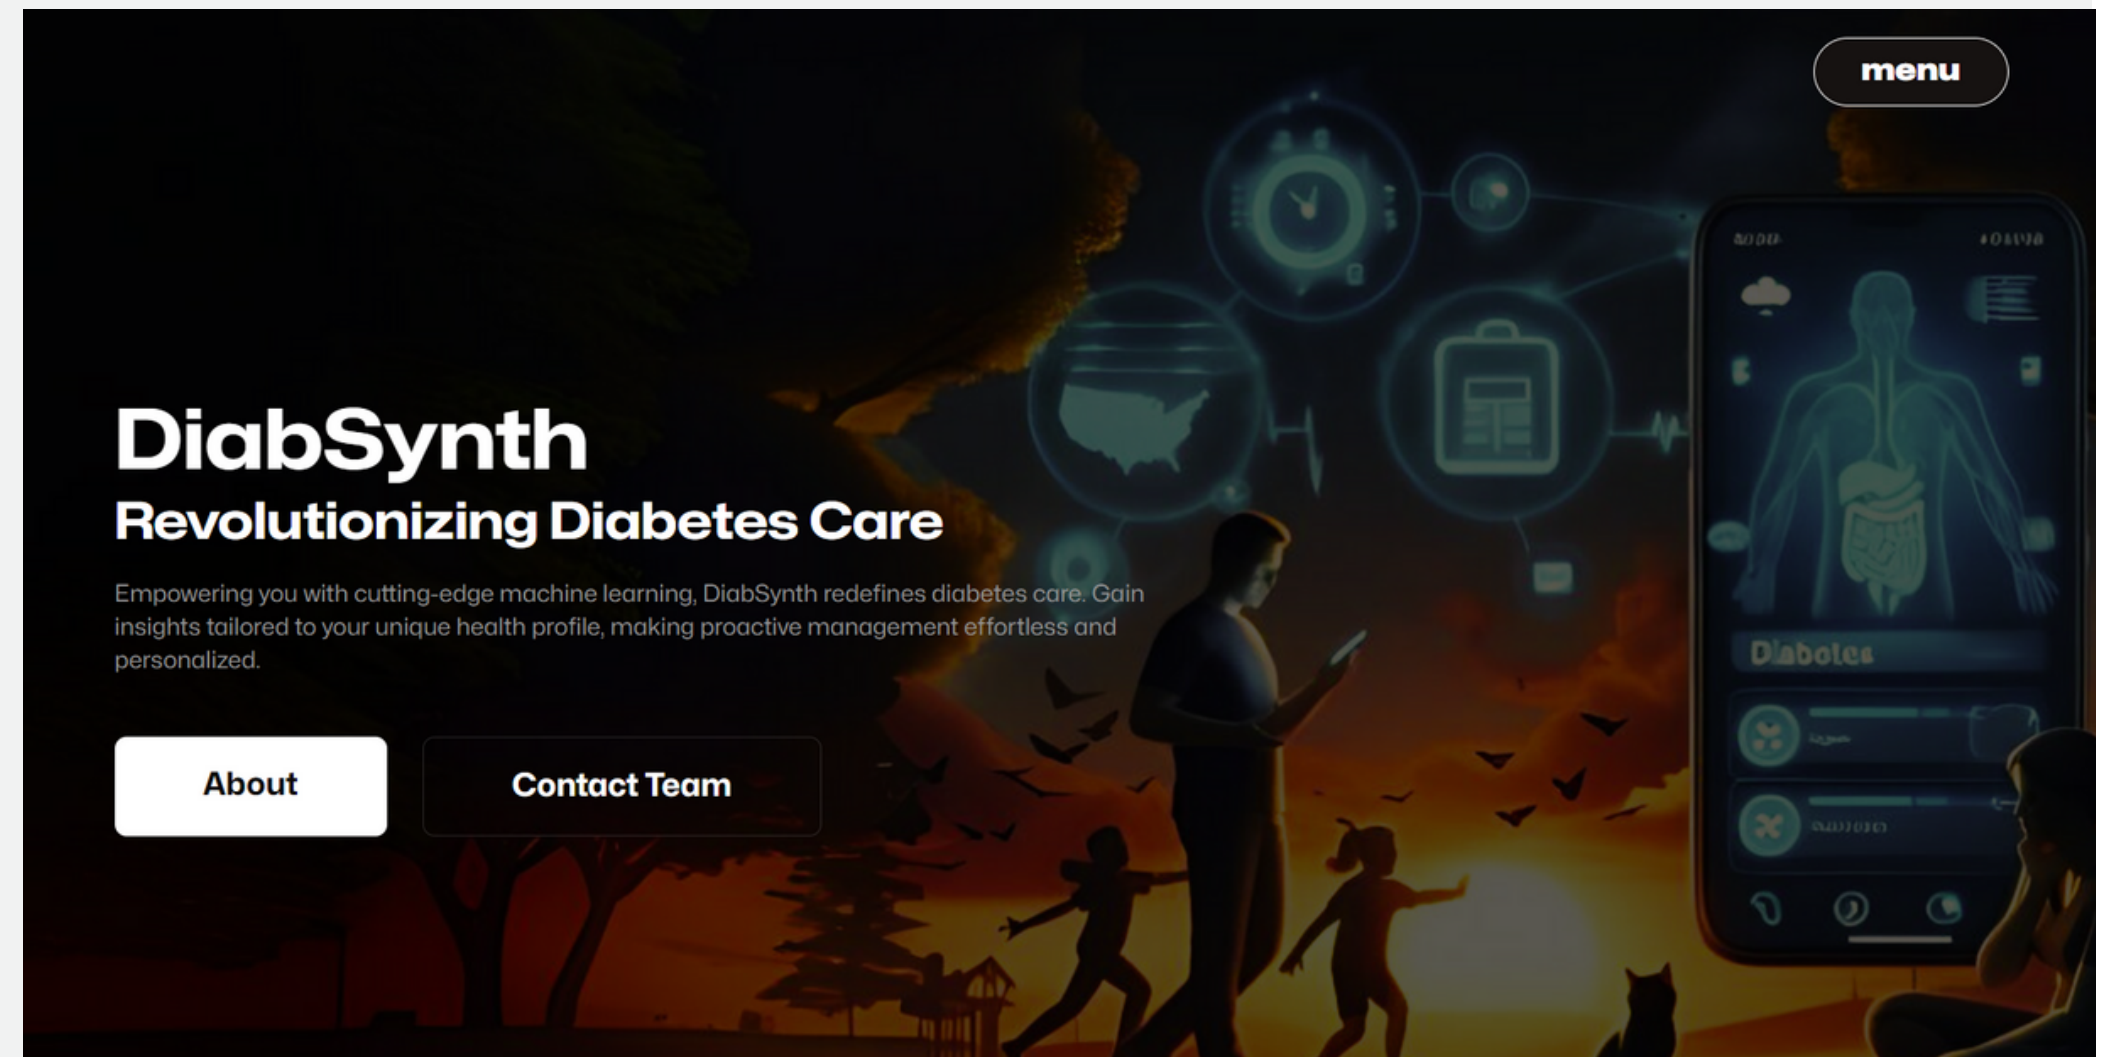 menu
DiabSynth
Revolutionizing Diabetes Care
Empowering you with cutting-edge machine learning, DiabSynth redefines diabetes care. Gain
insights tailored to your unique health profile, making proactive management effortless and
personalized.
About
Contact Team